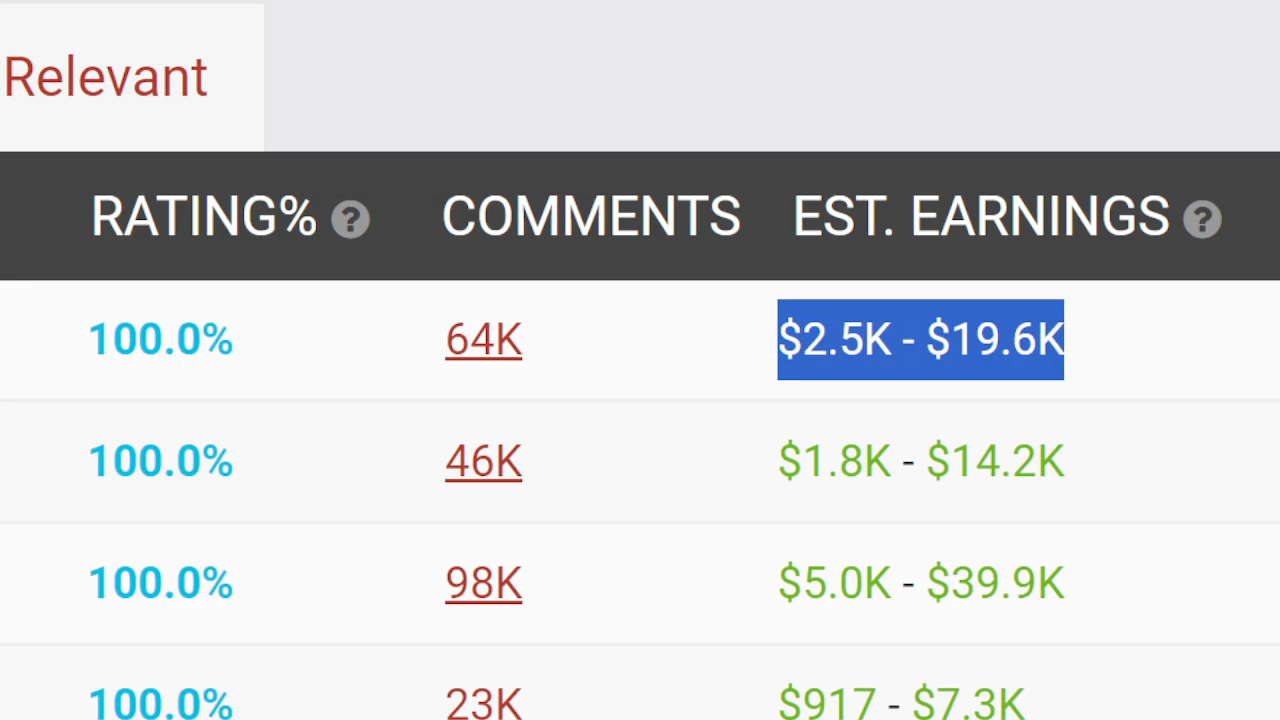 Relevant
RATING% ? COMMENTS EST. EARNINGS ?
100.0% 64K $2.5K - $19.6K
100.0% 46K $1.8K - $14.2K
100.0% 98K $5.0K - $39.9K
100.0% 23K $917 - $7.3K